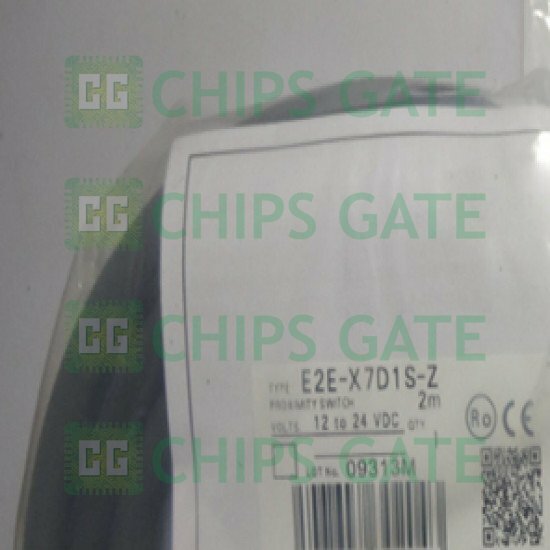 CG CHIPS GATE
CG CHIPS GATE
CG CHIPS GATE
TYPE E2E-X7D1S-Z
PROXIMITY SWITCH 2m
VOLTS. 12 to 24 VDC QTY.
LOT No. 09313M
CG CHIPS GATE